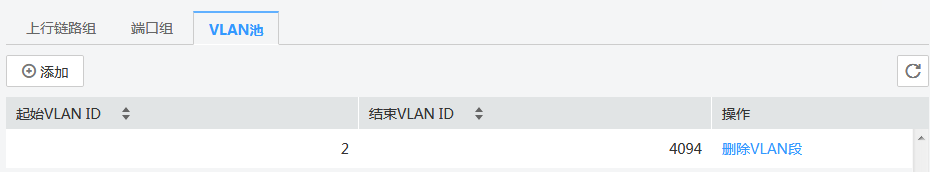 上行链路组 端口组 VLAN池
添加
起始VLAN ID 结束VLAN ID 操作
2 4094 删除VLAN段